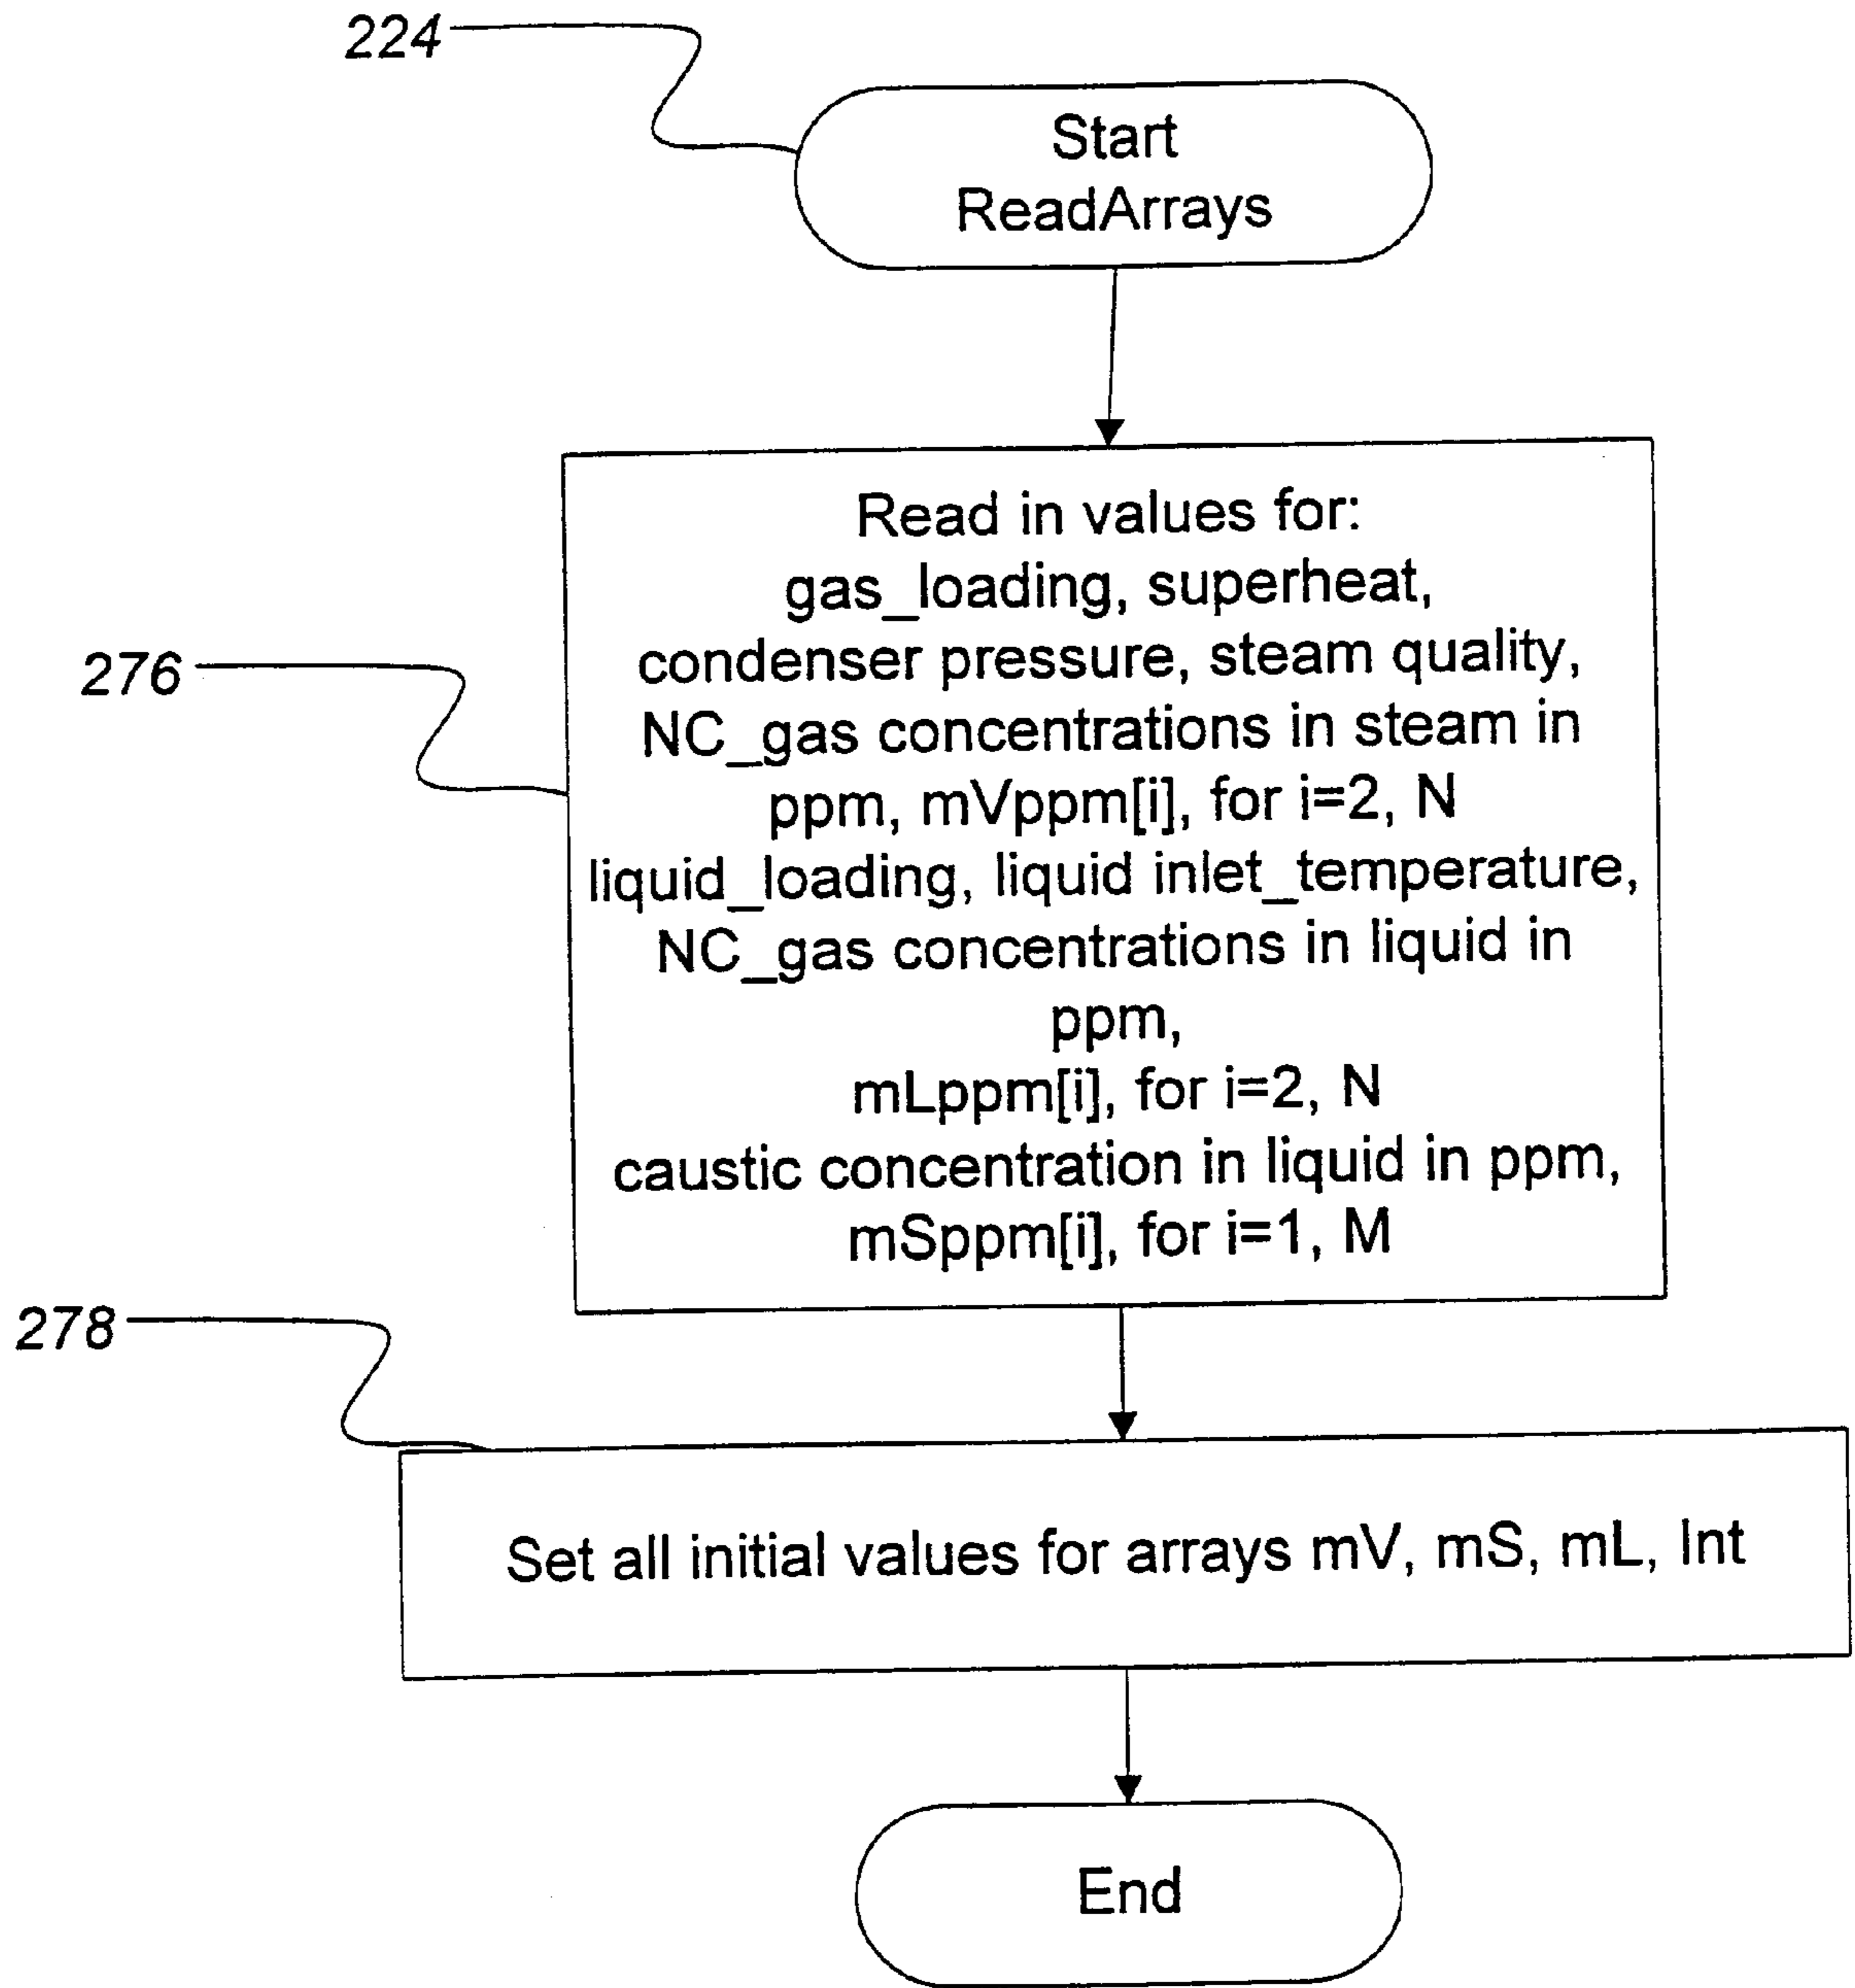 224
Start
ReadArrays
Read in values for:
gas_loading, superheat,
condenser pressure, steam quality,
276
NC_gas concentrations in steam in
ppm, mVppm[i], for i=2, N
liquid_loading, liquid inlet_temperature,
NC_gas concentrations in liquid in
ppm,
mLppm[i], for i=2, N
caustic concentration in liquid in ppm,
mSppm[i], for i=1, M
278
Set all initial values for arrays mV, mS, mL, Int
End